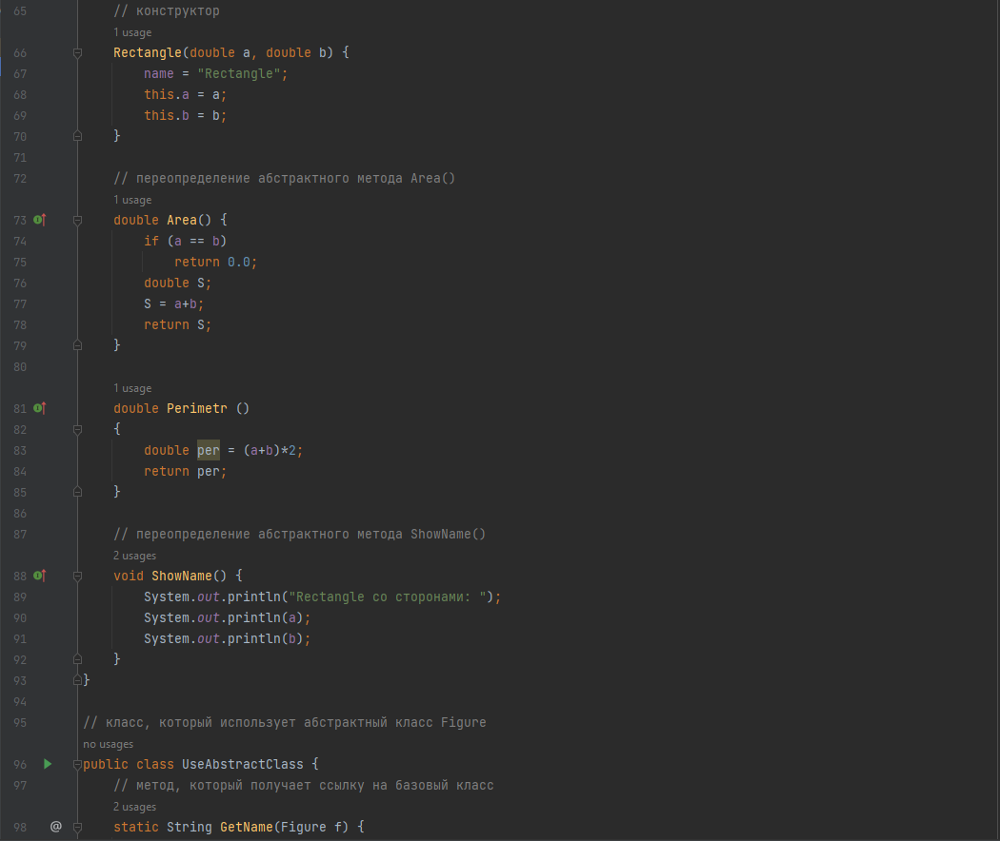 65 // конструктор
1 usage
66 Rectangle(double a, double b) {
67 name = "Rectangle";
68 this.a = a;
69 this.b = b;
70 }
71
72 // переопределение абстрактного метода Area()
1 usage
73 double Area() {
74 if (a == b)
75 return 0.0;
76 double S;
77 S = a+b;
78 return S;
79 }
80
1 usage
81 double Perimetr ()
82 {
83 double per = (a+b)*2;
84 return per;
85 }
86
87 // переопределение абстрактного метода ShowName()
2 usages
88 void ShowName() {
89 System.out.println("Rectangle со сторонами: ");
90 System.out.println(a);
91 System.out.println(b);
92 }
93 }
94
95 // класс, который использует абстрактный класс Figure
no usages
96 public class UseAbstractClass {
97 // метод, который получает ссылку на базовый класс
2 usages
98 @ static String GetName(Figure f) {